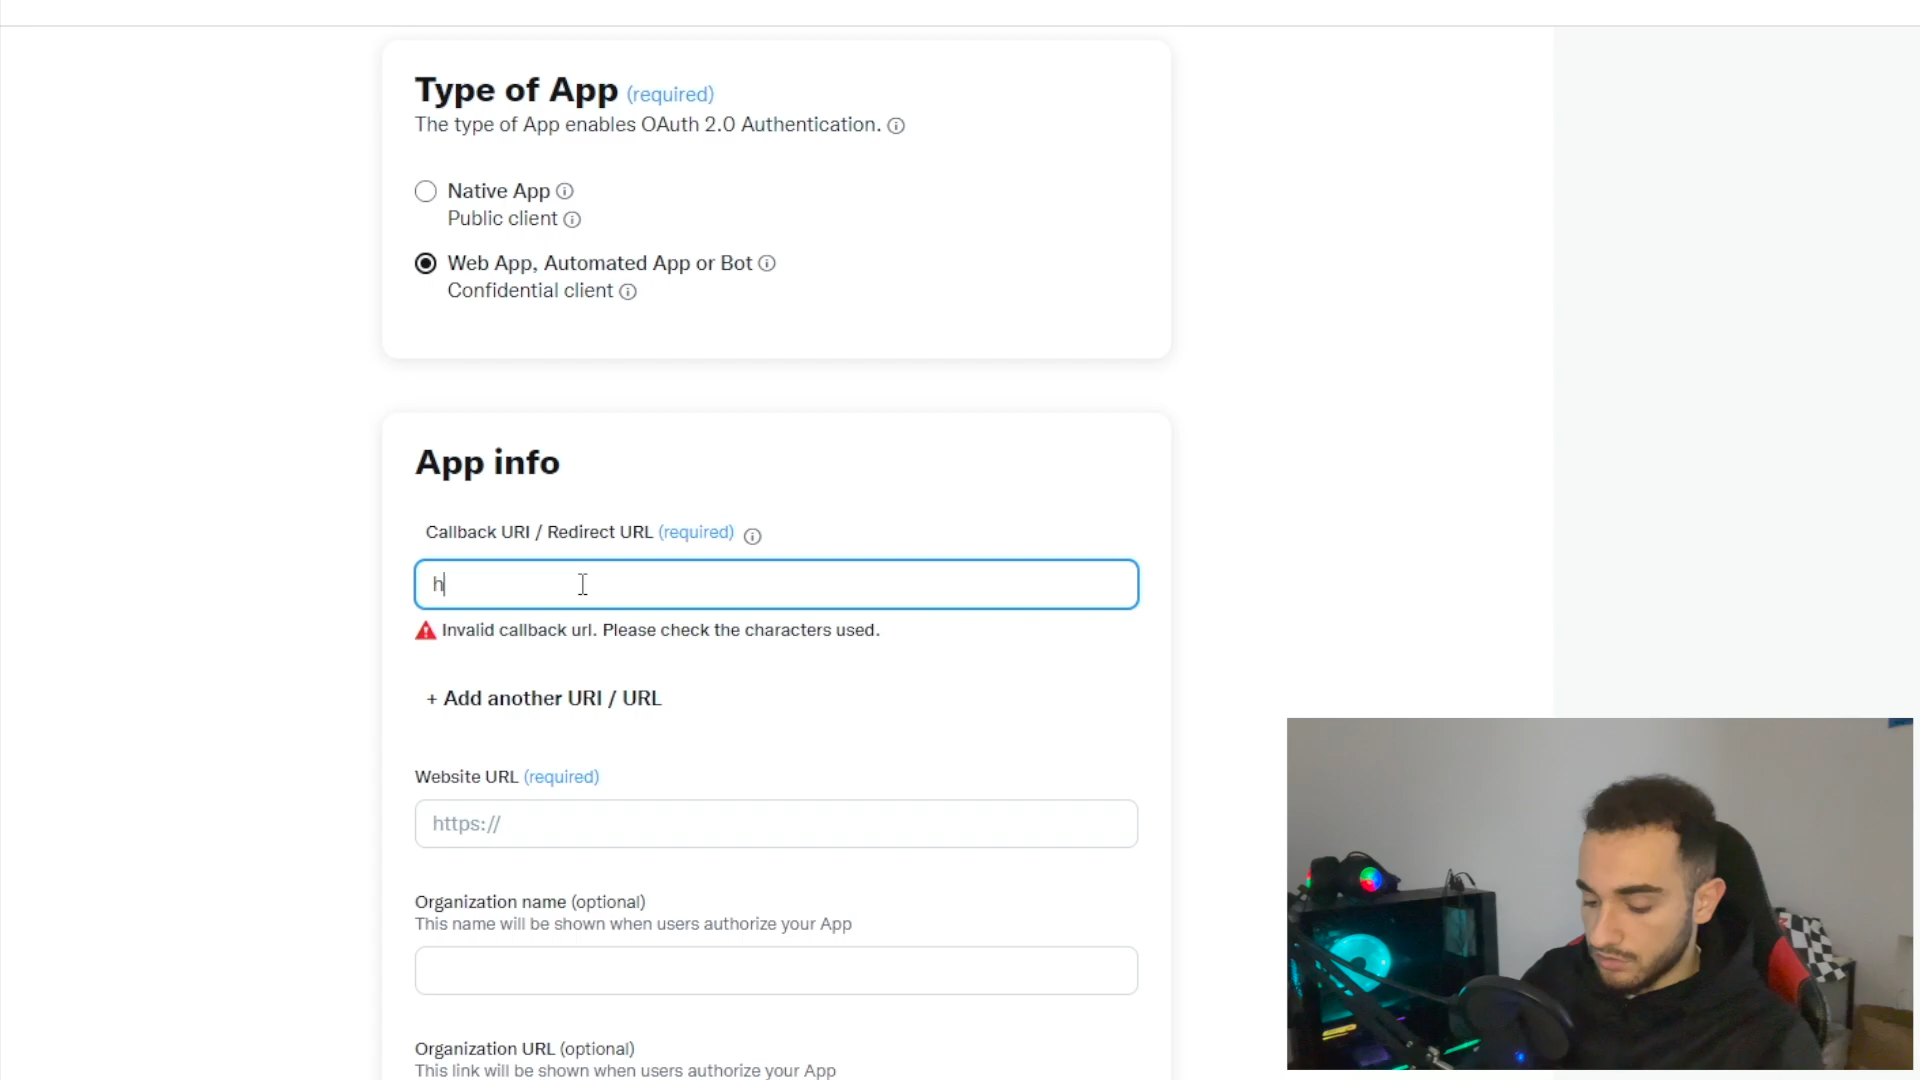 Type of App (required)
The type of App enables OAuth 2.0 Authentication.
Native App
Public client
Web App, Automated App or Bot
Confidential client
App info
Callback URI / Redirect URL (required)
h
Invalid callback url. Please check the characters used.
+ Add another URI / URL
Website URL (required)
https://
Organization name (optional)
This name will be shown when users authorize your App
Organization URL (optional)
This link will be shown when users authorize your App